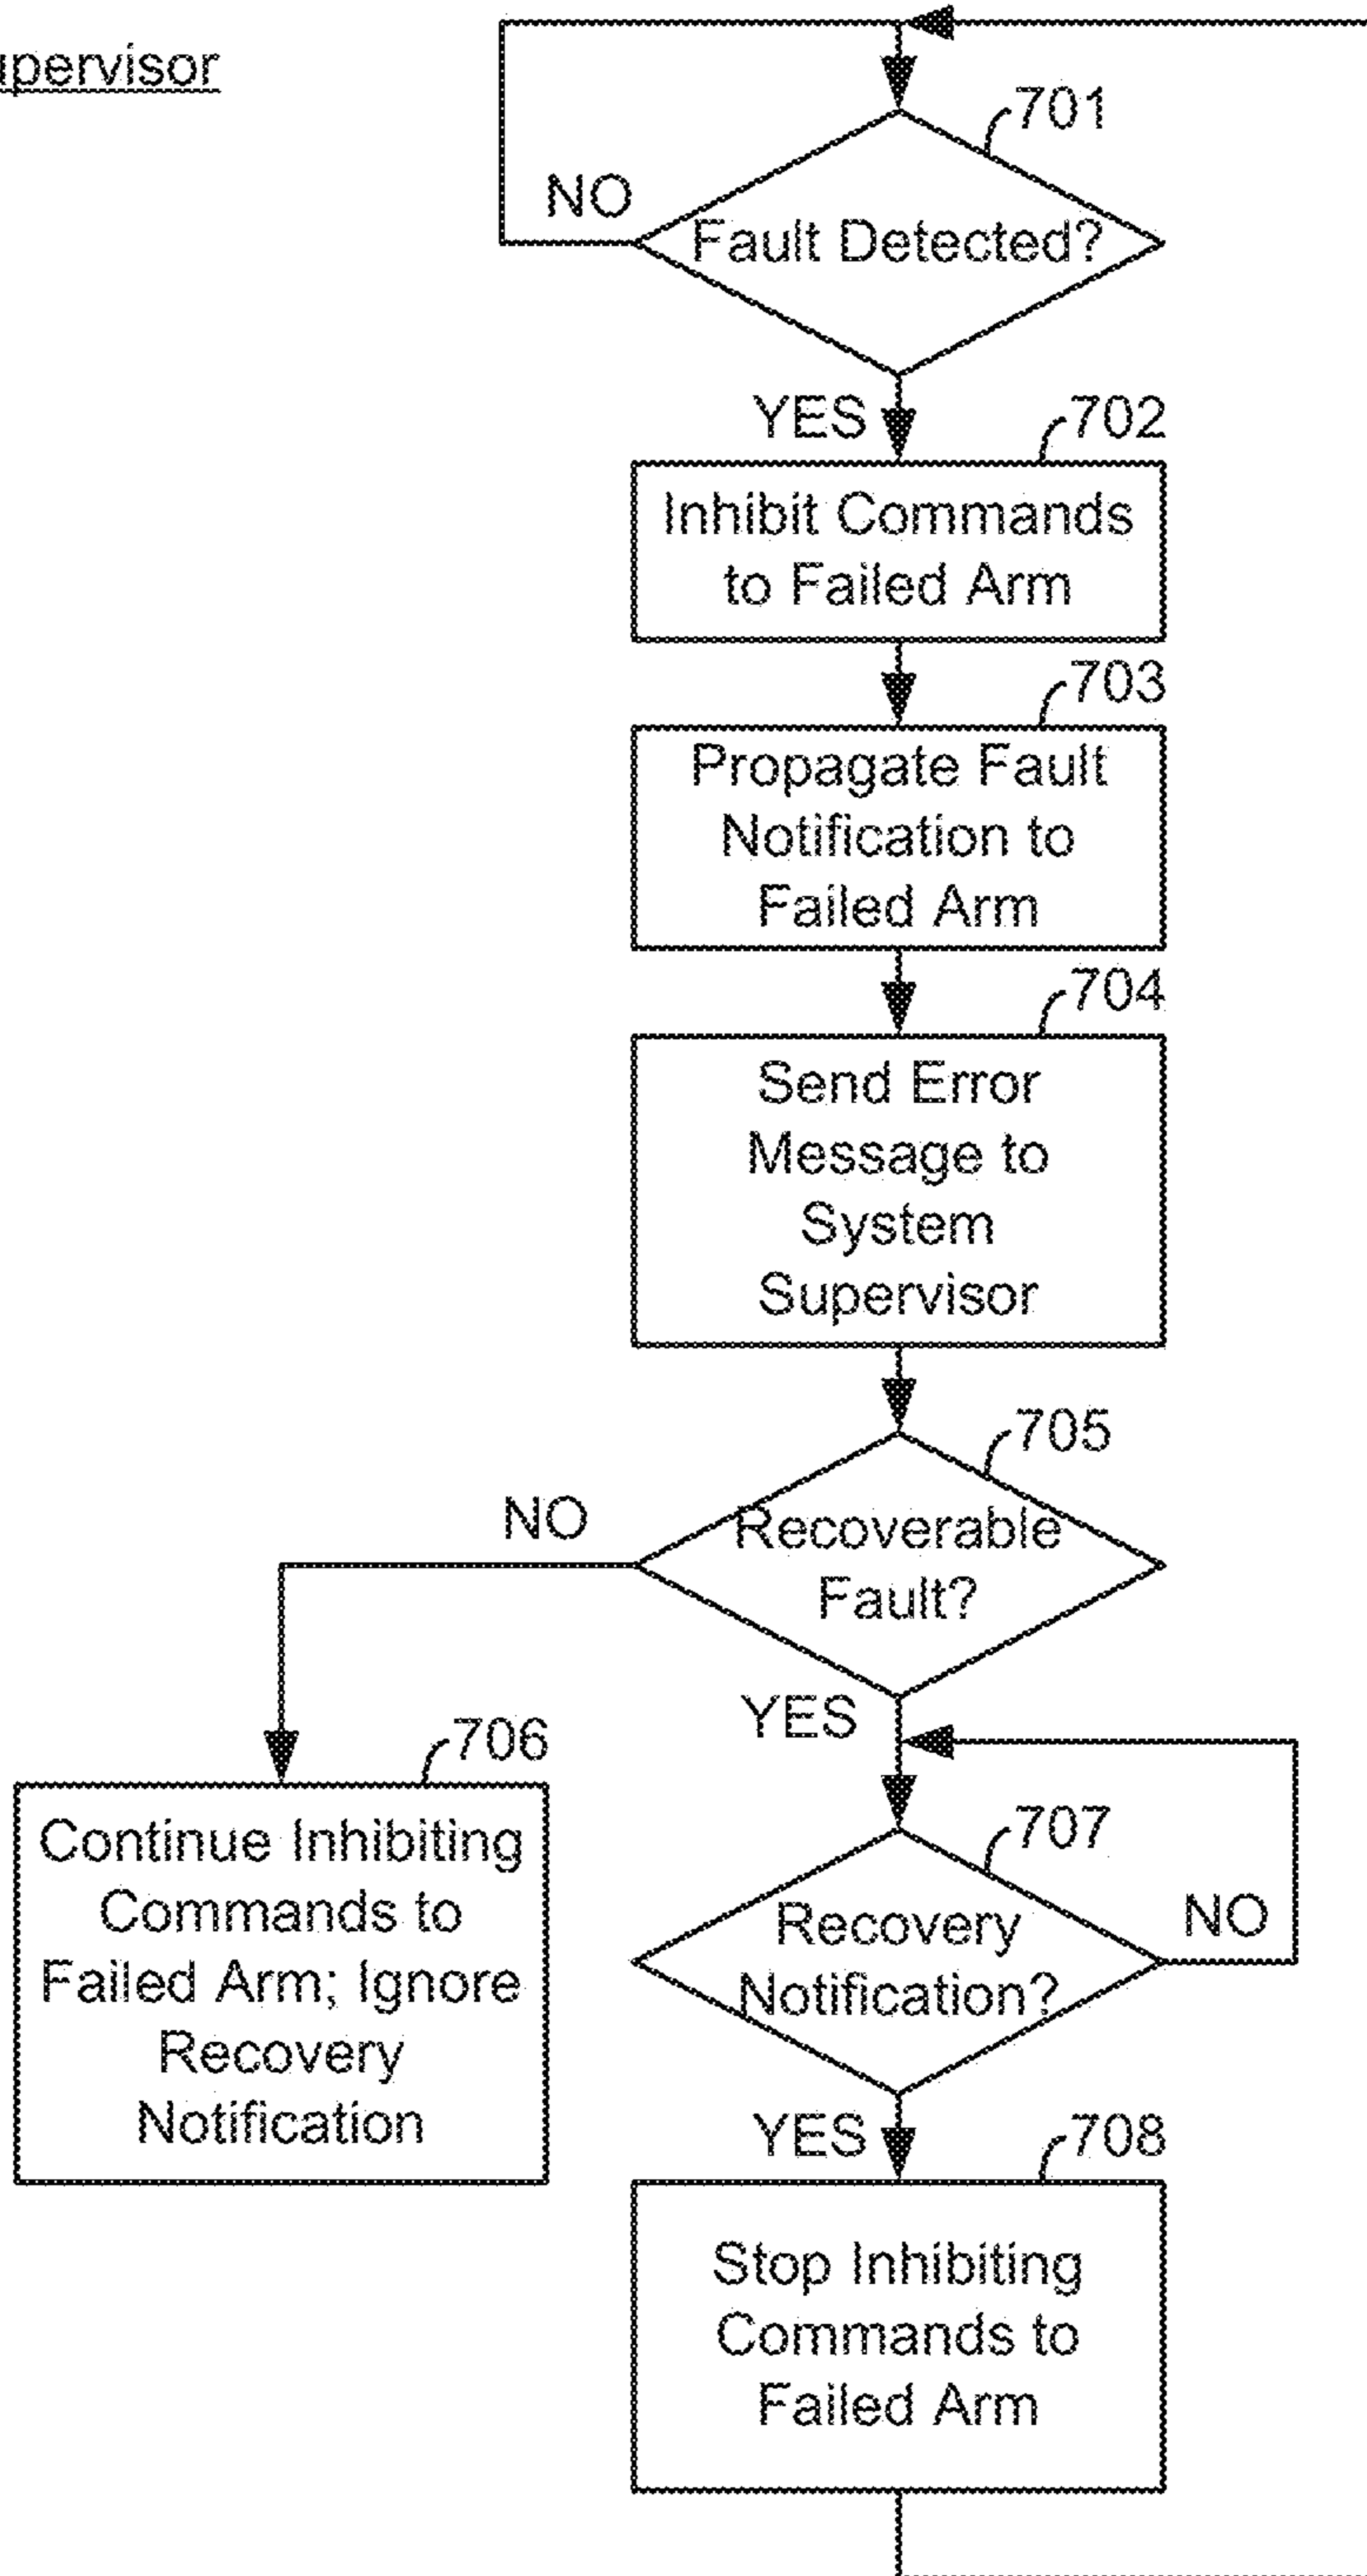 upervisor
701
NO
Fault Detected?
YES
702
Inhibit Commands
to Failed Arm
703
Propagate Fault
Notification to
Failed Arm
704
Send Error
Message to
System
Supervisor
705
NO
Recoverable
Fault?
YES
706
Continue Inhibiting
Commands to
Failed Arm; Ignore
Recovery
Notification
707
NO
Recovery
Notification?
YES
708
Stop Inhibiting
Commands to
Failed Arm